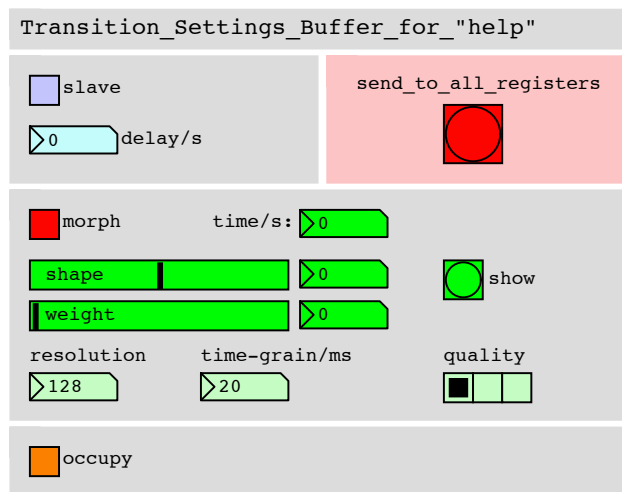 Transition_Settings_Buffer_for_"help"
slave
send_to_all_registers
0 delay/s
morph time/s: 0
shape 0 show
weight 0
resolution time-grain/ms quality
128 20
occupy